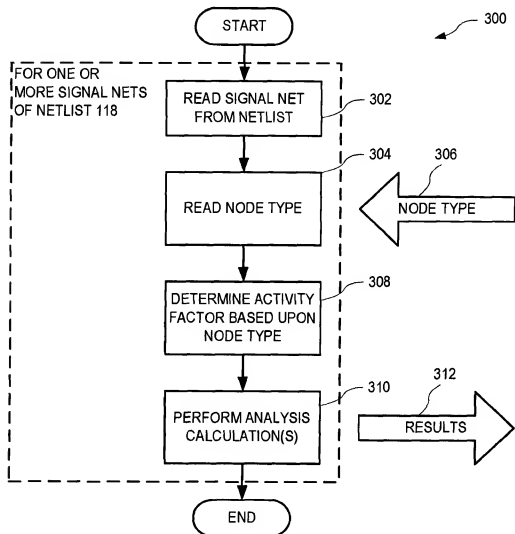 START
300
FOR ONE OR
MORE SIGNAL NETS
OF NETLIST 118
READ SIGNAL NET
FROM NETLIST
302
304
READ NODE TYPE
306
NODE TYPE
308
DETERMINE ACTIVITY
FACTOR BASED UPON
NODE TYPE
310
PERFORM ANALYSIS
CALCULATION(S)
312
RESULTS
END